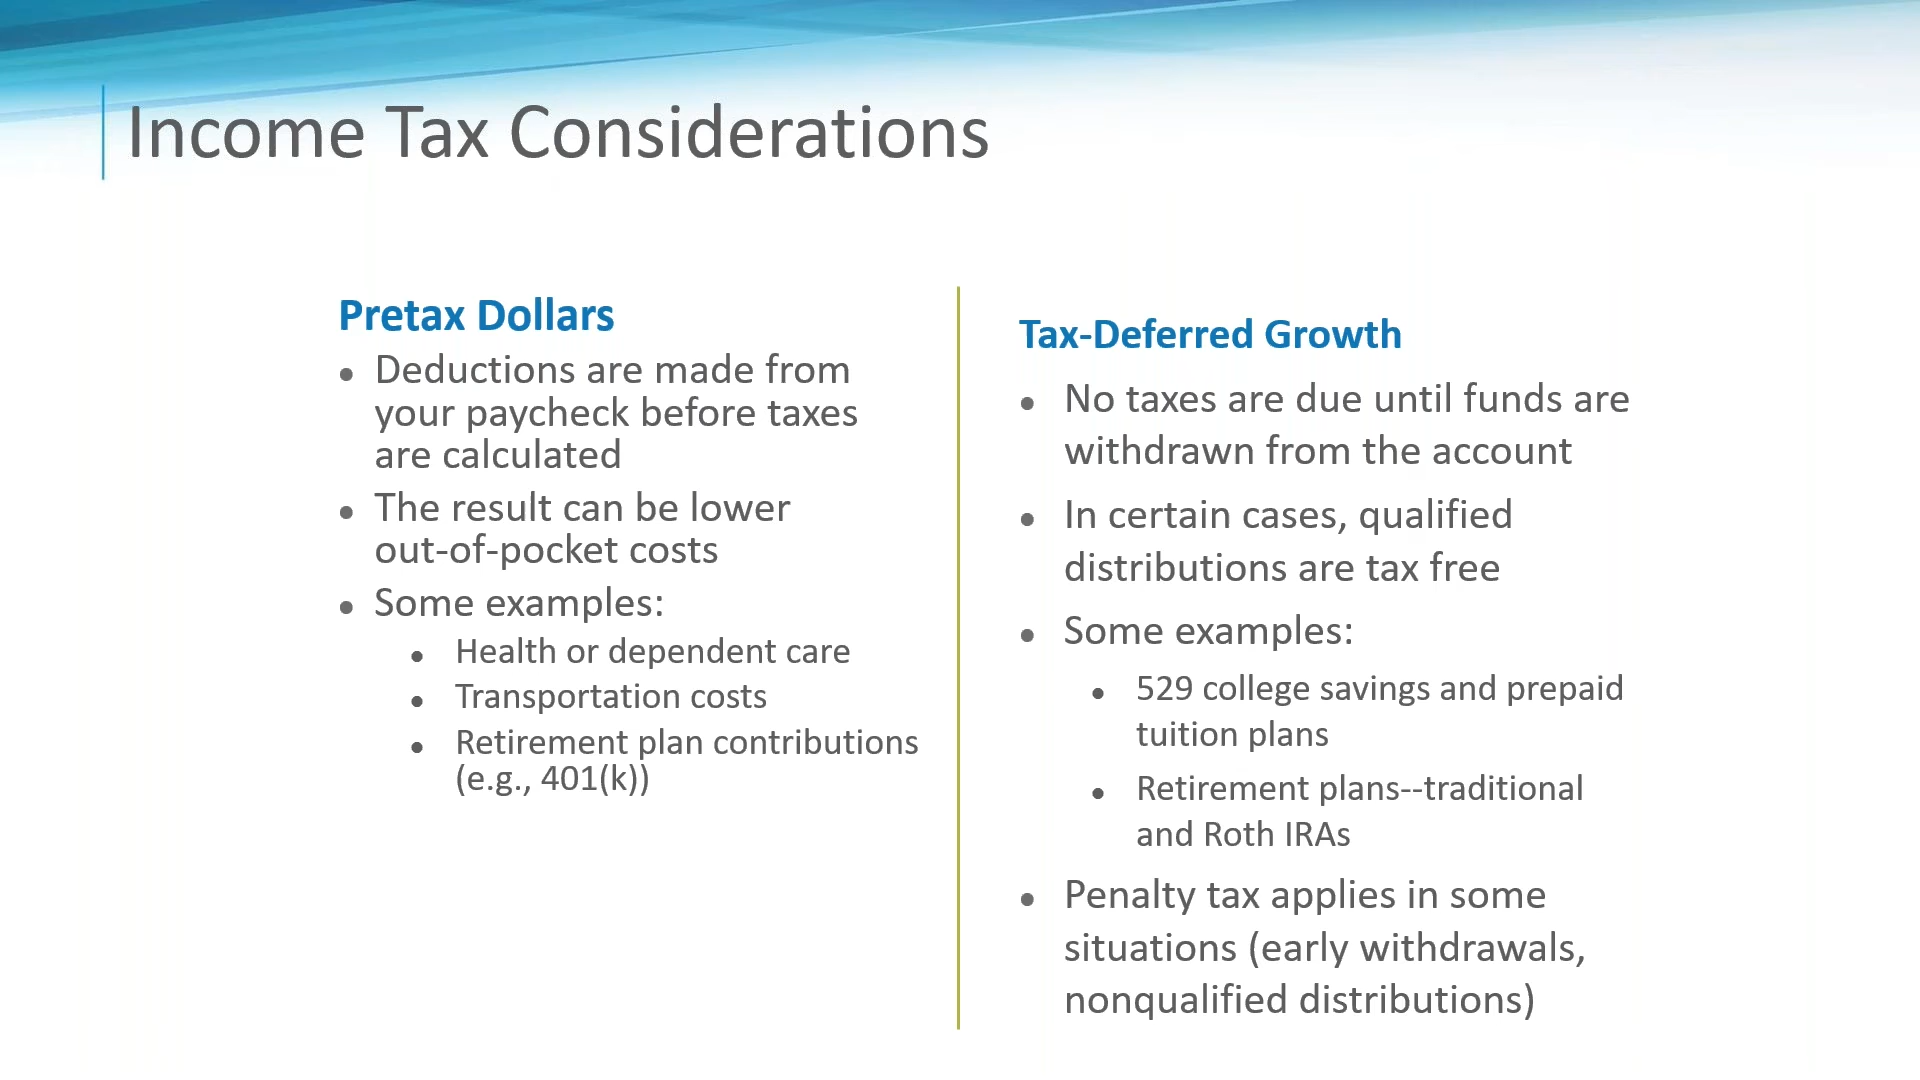 Income Tax Considerations
Pretax Dollars
• Deductions are made from
your paycheck before taxes
are calculated
• The result can be lower
out-of-pocket costs
• Some examples:
• Health or dependent care
• Transportation costs
• Retirement plan contributions
(e.g., 401(k))
Tax-Deferred Growth
• No taxes are due until funds are
withdrawn from the account
• In certain cases, qualified
distributions are tax free
• Some examples:
• 529 college savings and prepaid
tuition plans
• Retirement plans--traditional
and Roth IRAs
• Penalty tax applies in some
situations (early withdrawals,
nonqualified distributions)